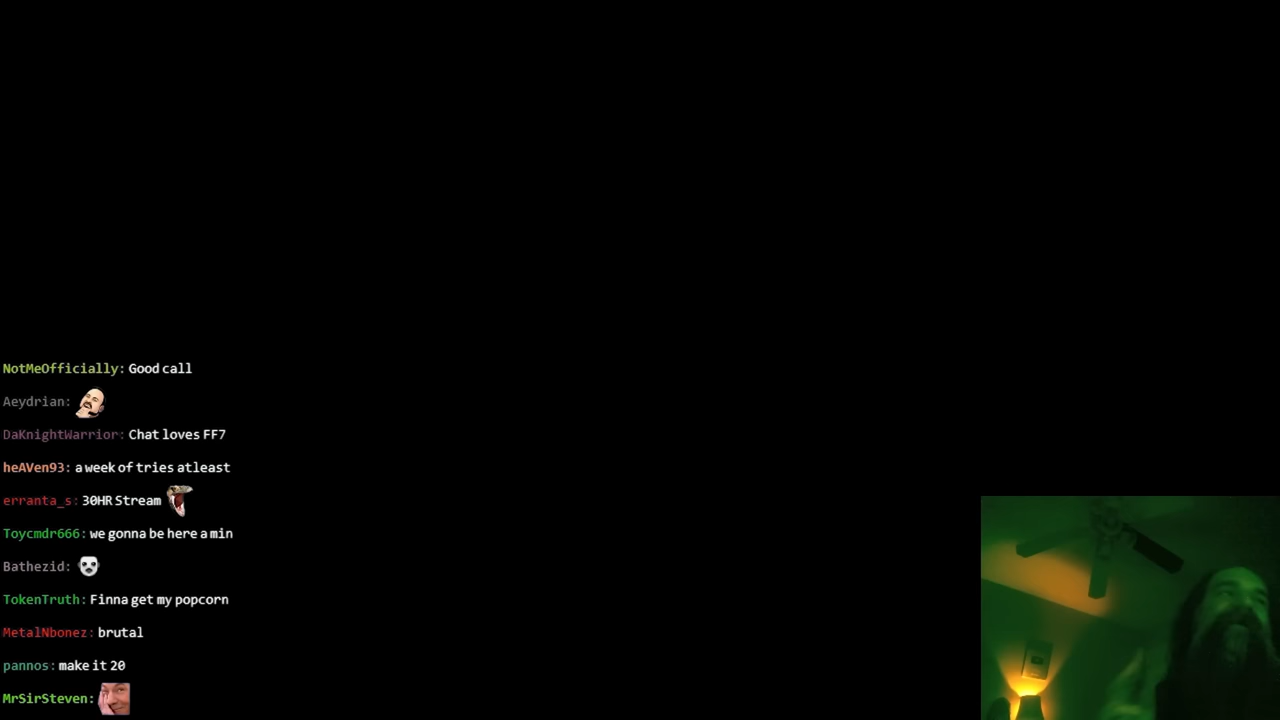 NotMeOfficially: Good call
Aeydrian:
DaKnightWarrior: Chat loves FF7
heAVen93: a week of tries atleast
erranta_s: 30HR Stream
Toycmdr666: we gonna be here a min
Bathezid:
TokenTruth: Finna get my popcorn
MetalNbonez: brutal
pannos: make it 20
MrSirSteven: